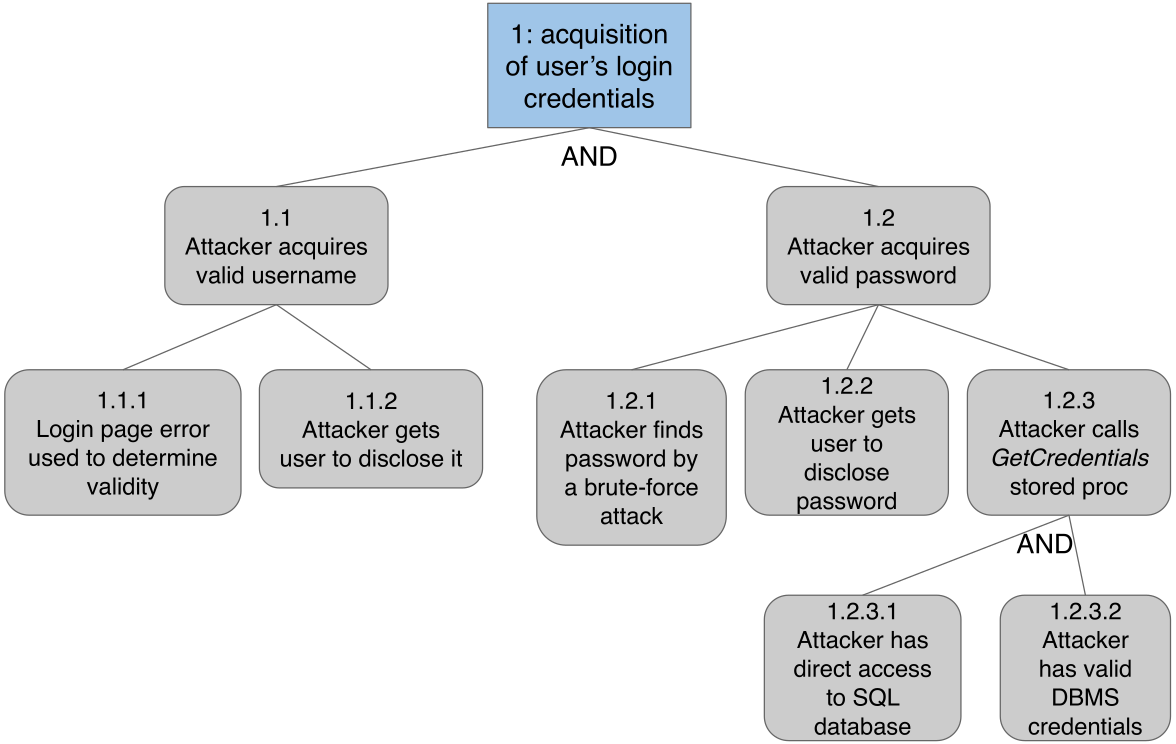 1: acquisition
of user’s login
credentials
AND
1.1
Attacker acquires
valid username
1.2
Attacker acquires
valid password
1.1.1
Login page error
used to determine
validity
1.1.2
Attacker gets
user to disclose it
1.2.1
Attacker finds
password by
a brute-force
attack
1.2.2
Attacker gets
user to
disclose
password
1.2.3
Attacker calls
GetCredentials
stored proc
AND
1.2.3.1
Attacker has
direct access
to SQL
database
1.2.3.2
Attacker
has valid
DBMS
credentials